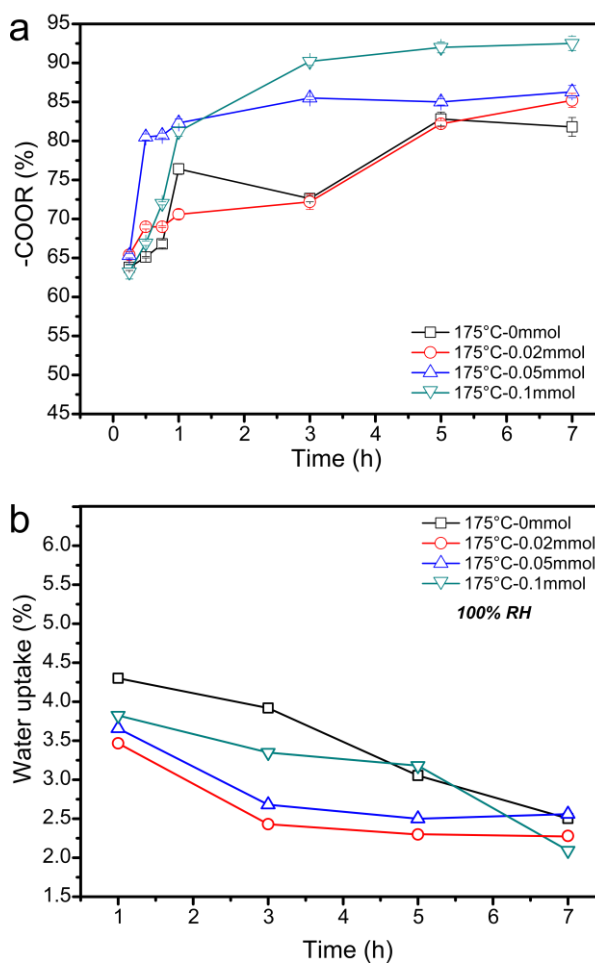 a
95
90
85
80
75
70
65
60
55
50
45
-COOR (%)
175°C-0mmol
175°C-0.02mmol
175°C-0.05mmol
175°C-0.1mmol
0 1 2 3 4 5 6 7
Time (h)
b
6.0
5.5
5.0
4.5
4.0
3.5
3.0
2.5
2.0
1.5
Water uptake (%)
175°C-0mmol
175°C-0.02mmol
175°C-0.05mmol
175°C-0.1mmol
100% RH
1 2 3 4 5 6 7
Time (h)